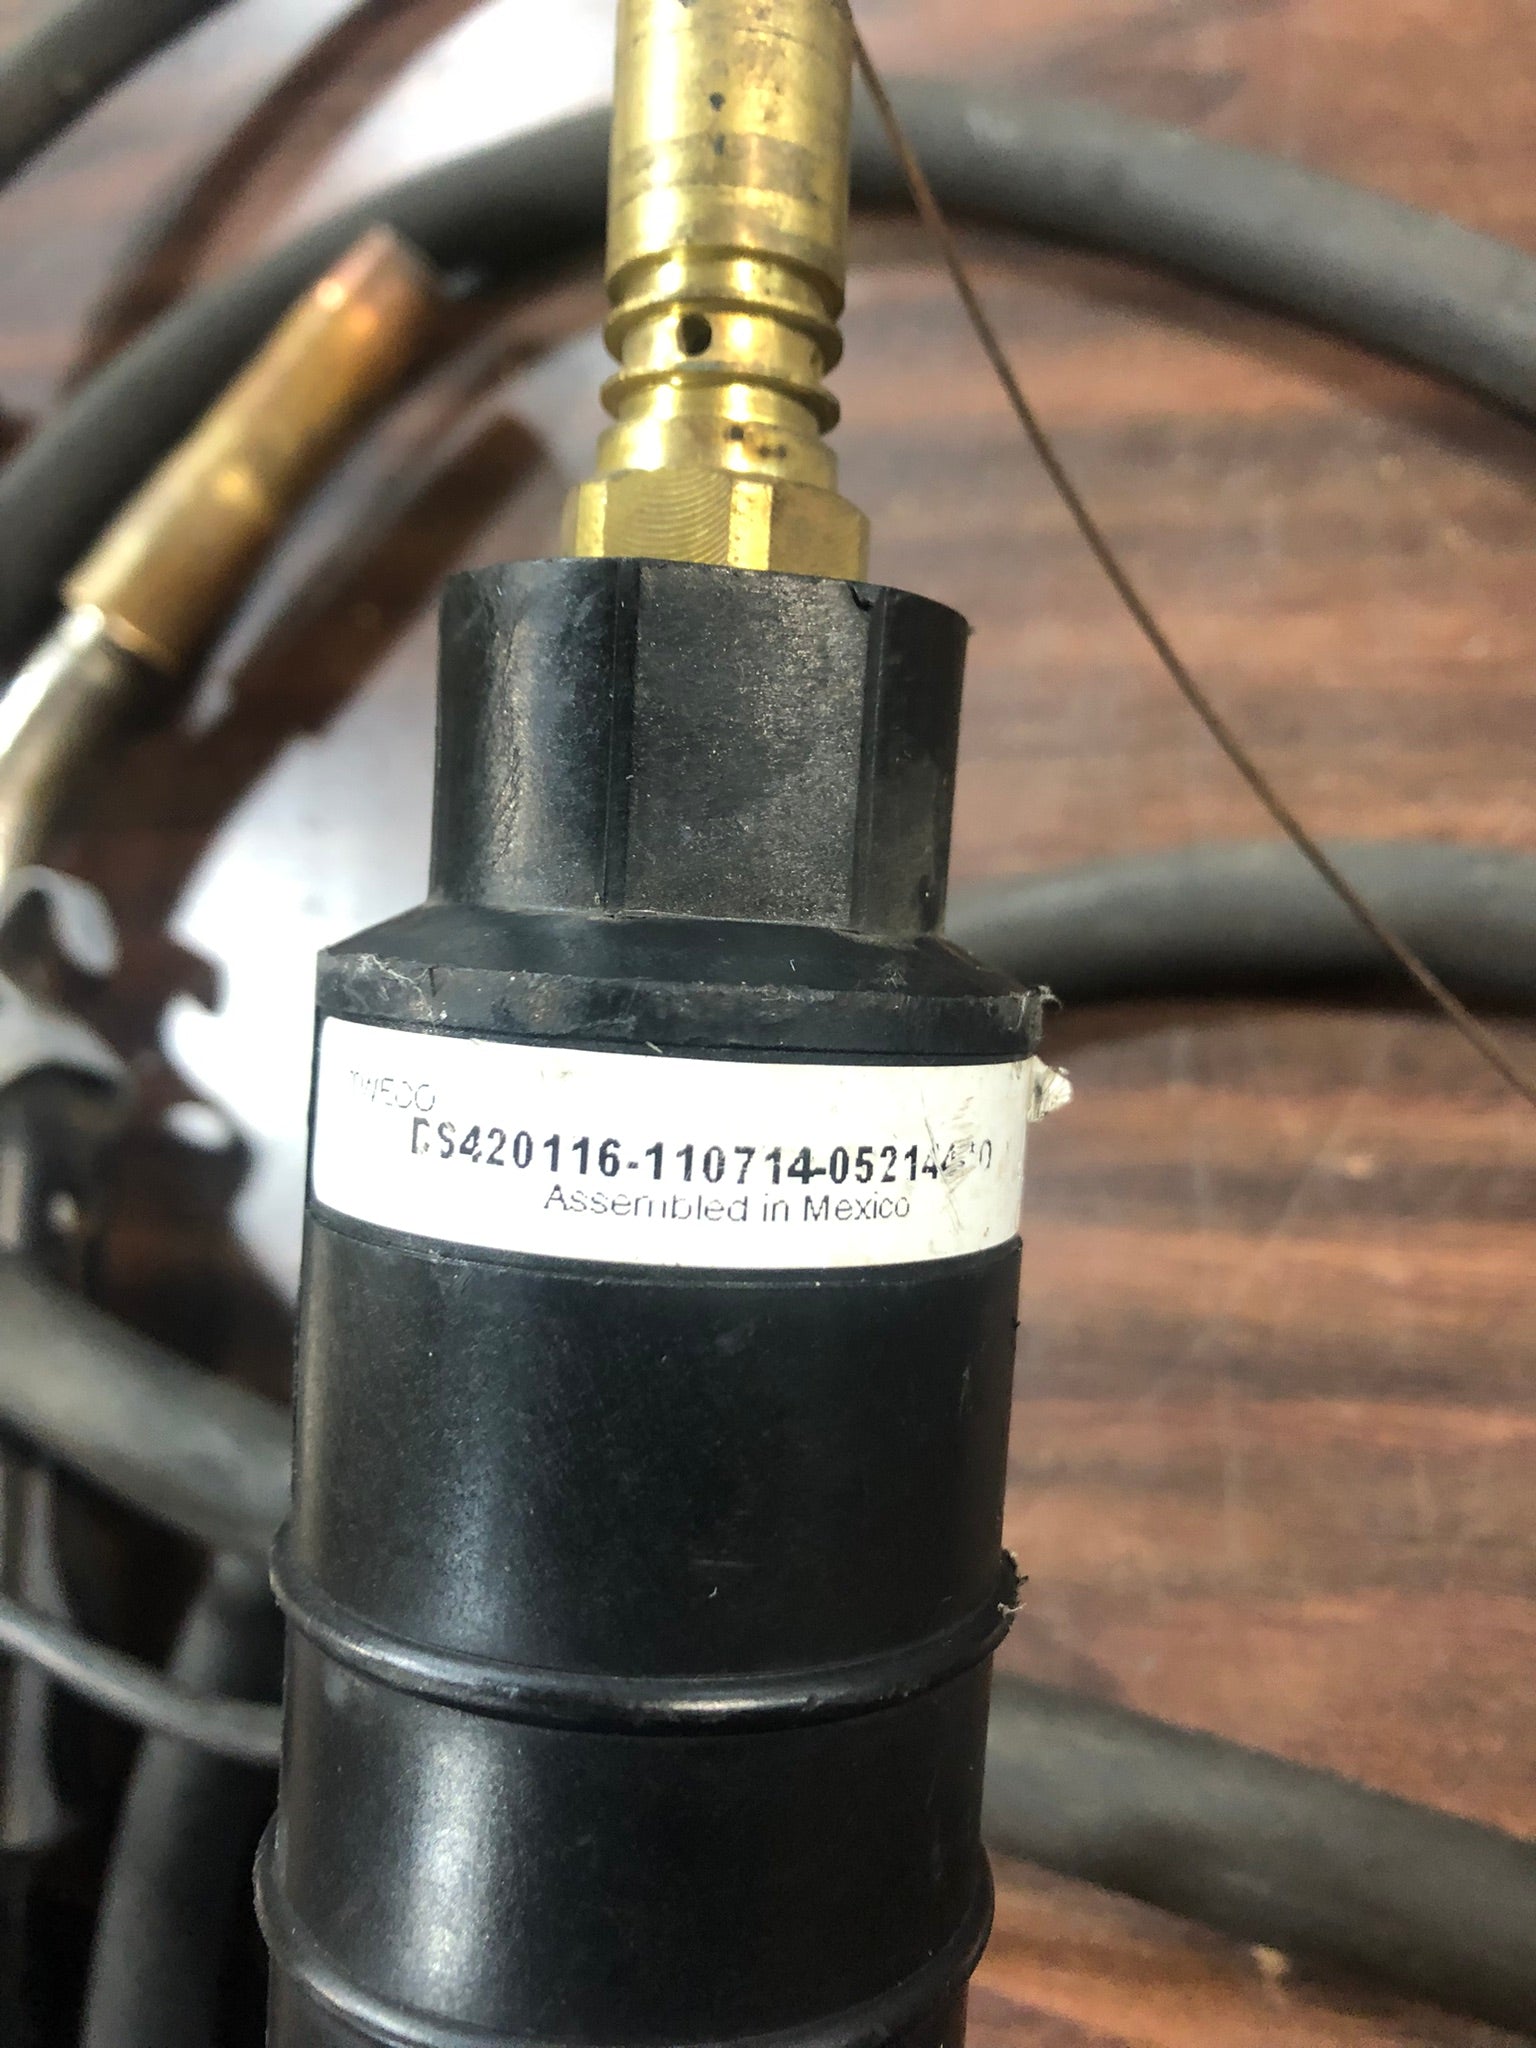 TWECO
DS420116-110714-05214
Assembled in Mexico